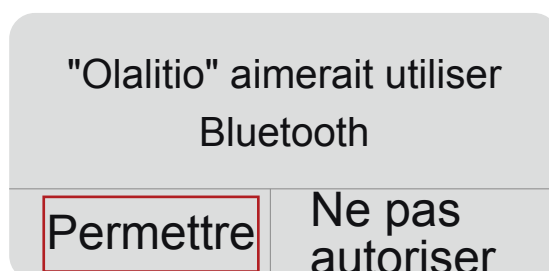 "Olalitio" aimerait utiliser
Bluetooth
Permettre
Ne pas
autoriser